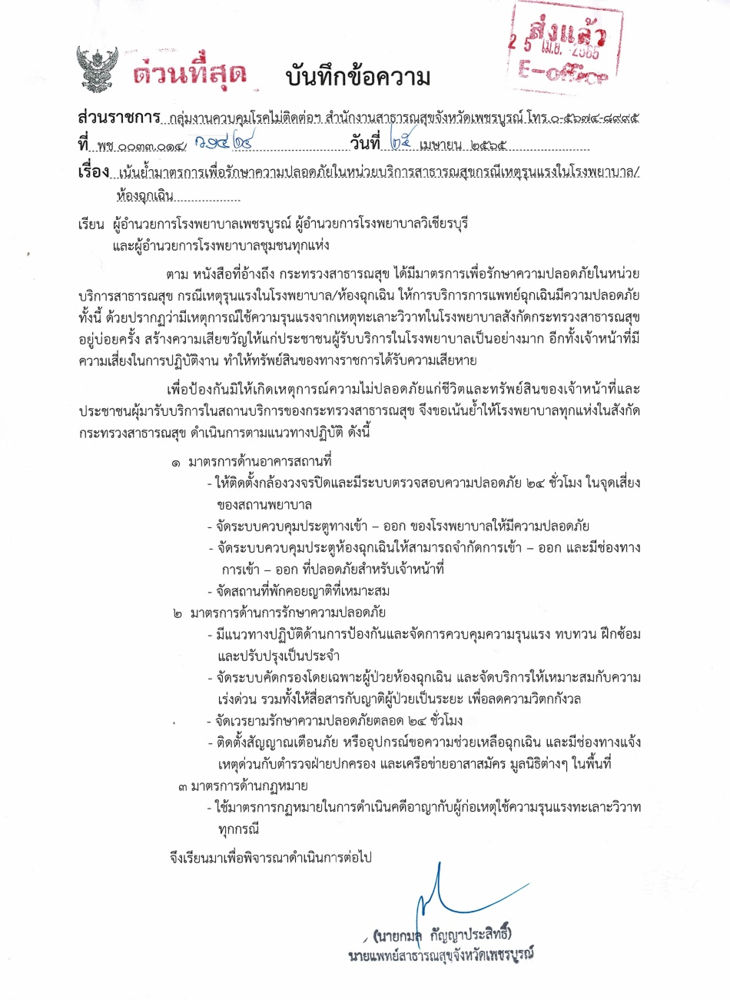 ส่งแล้ว
25 เม.ย. 2565
E-office
ด่วนที่สุด
บันทึกข้อความ
ส่วนราชการ กลุ่มงานควบคุมโรคไม่ติดต่อฯ สำนักงานสาธารณสุขจังหวัดเพชรบูรณ์ โทร.๐-๕๖๗๔-๘๙๙๕
ที่ พช ๐๐๓๓.๐๑๔/ วันที่ ๒๕ เมษายน ๒๕๖๕
เรื่อง เน้นย้ำมาตรการเพื่อรักษาความปลอดภัยในหน่วยบริการสาธารณสุขกรณีเหตุรุนแรงในโรงพยาบาล/
ห้องฉุกเฉิน
เรียน ผู้อำนวยการโรงพยาบาลเพชรบูรณ์ ผู้อำนวยการโรงพยาบาลวิเชียรบุรี
และผู้อำนวยการโรงพยาบาลชุมชนทุกแห่ง
ตาม หนังสือที่อ้างถึง กระทรวงสาธารณสุข ได้มีมาตรการเพื่อรักษาความปลอดภัยในหน่วย
บริการสาธารณสุข กรณีเหตุรุนแรงในโรงพยาบาล/ห้องฉุกเฉิน ให้การบริการการแพทย์ฉุกเฉินมีความปลอดภัย
ทั้งนี้ ด้วยปรากฏว่ามีเหตุการณ์ใช้ความรุนแรงจากเหตุทะเลาะวิวาทในโรงพยาบาลสังกัดกระทรวงสาธารณสุข
อยู่บ่อยครั้ง สร้างความเสียขวัญให้แก่ประชาชนผู้รับบริการในโรงพยาบาลเป็นอย่างมาก อีกทั้งเจ้าหน้าที่มี
ความเสี่ยงในการปฏิบัติงาน ทำให้ทรัพย์สินของทางราชการได้รับความเสียหาย
เพื่อป้องกันมิให้เกิดเหตุการณ์ความไม่ปลอดภัยแก่ชีวิตและทรัพย์สินของเจ้าหน้าที่และ
ประชาชนผุ้มารับบริการในสถานบริการของกระทรวงสาธารณสุข จึงขอเน้นย้ำให้โรงพยาบาลทุกแห่งในสังกัด
กระทรวงสาธารณสุข ดำเนินการตามแนวทางปฏิบัติ ดังนี้
๑ มาตรการด้านอาคารสถานที่
- ให้ติดตั้งกล้องวงจรปิดและมีระบบตรวจสอบความปลอดภัย ๒๔ ชั่วโมง ในจุดเสี่ยง
ของสถานพยาบาล
- จัดระบบควบคุมประตูทางเข้า – ออก ของโรงพยาบาลให้มีความปลอดภัย
- จัดระบบควบคุมประตูห้องฉุกเฉินให้สามารถจำกัดการเข้า – ออก และมีช่องทาง
การเข้า – ออก ที่ปลอดภัยสำหรับเจ้าหน้าที่
- จัดสถานที่พักคอยญาติที่เหมาะสม
๒ มาตรการด้านการรักษาความปลอดภัย
- มีแนวทางปฏิบัติด้านการป้องกันและจัดการควบคุมความรุนแรง ทบทวน ฝึกซ้อม
และปรับปรุงเป็นประจำ
- จัดระบบคัดกรองโดยเฉพาะผู้ป่วยห้องฉุกเฉิน และจัดบริการให้เหมาะสมกับความ
เร่งด่วน รวมทั้งให้สื่อสารกับญาติผู้ป่วยเป็นระยะ เพื่อลดความวิตกกังวล
- จัดเวรยามรักษาความปลอดภัยตลอด ๒๔ ชั่วโมง
- ติดตั้งสัญญาณเตือนภัย หรืออุปกรณ์ขอความช่วยเหลือฉุกเฉิน และมีช่องทางแจ้ง
เหตุด่วนกับตำรวจฝ่ายปกครอง และเครือข่ายอาสาสมัคร มูลนิธิต่างๆ ในพื้นที่
๓ มาตรการด้านกฏหมาย
- ใช้มาตรการกฏหมายในการดำเนินคดีอาญากับผู้ก่อเหตุใช้ความรุนแรงทะเลาะวิวาท
ทุกกรณี
จึงเรียนมาเพื่อพิจารณาดำเนินการต่อไป
(นายกมล กัญญาประสิทธิ์)
นายแพทย์สาธารณสุขจังหวัดเพชรบูรณ์